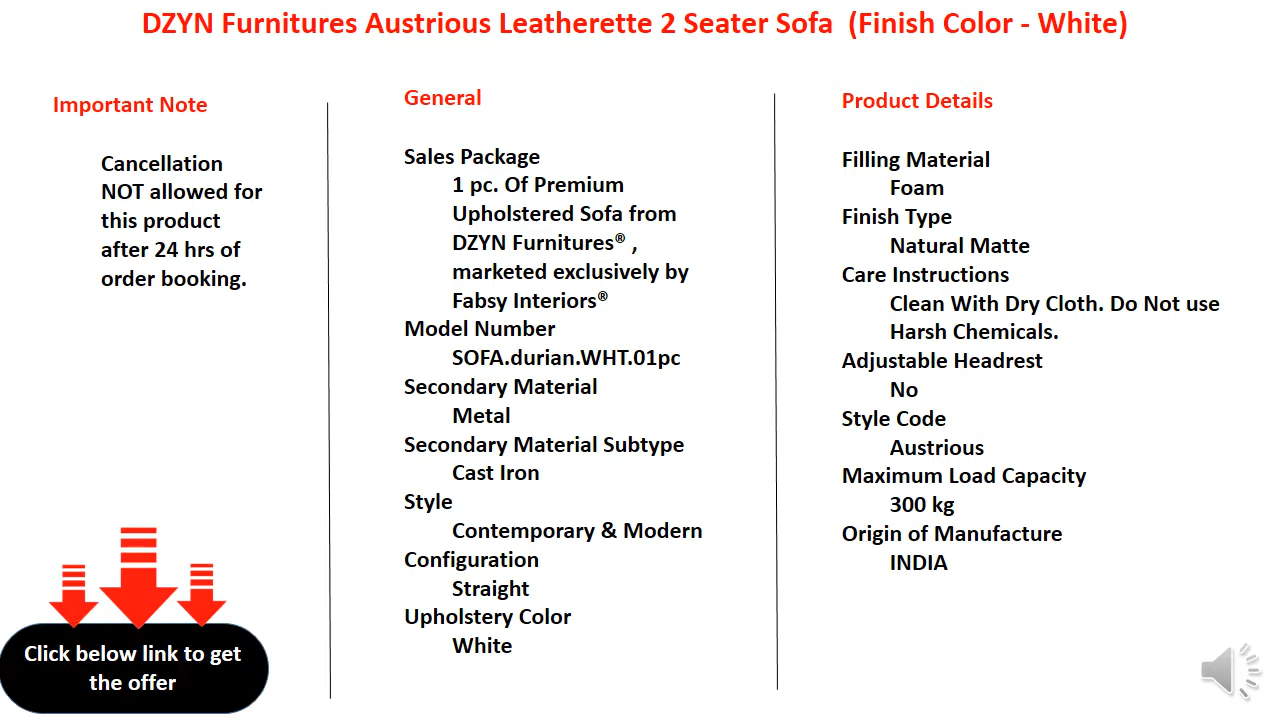 DZYN Furnitures Austrious Leatherette 2 Seater Sofa (Finish Color - White)
Important Note
Cancellation
NOT allowed for
this product
after 24 hrs of
order booking.
Click below link to get
the offer
General
Sales Package
1 pc. Of Premium
Upholstered Sofa from
DZYN Furnitures® ,
marketed exclusively by
Fabsy Interiors®
Model Number
SOFA.durian.WHT.01pc
Secondary Material
Metal
Secondary Material Subtype
Cast Iron
Style
Contemporary & Modern
Configuration
Straight
Upholstery Color
White
Product Details
Filling Material
Foam
Finish Type
Natural Matte
Care Instructions
Clean With Dry Cloth. Do Not use
Harsh Chemicals.
Adjustable Headrest
No
Style Code
Austrious
Maximum Load Capacity
300 kg
Origin of Manufacture
INDIA